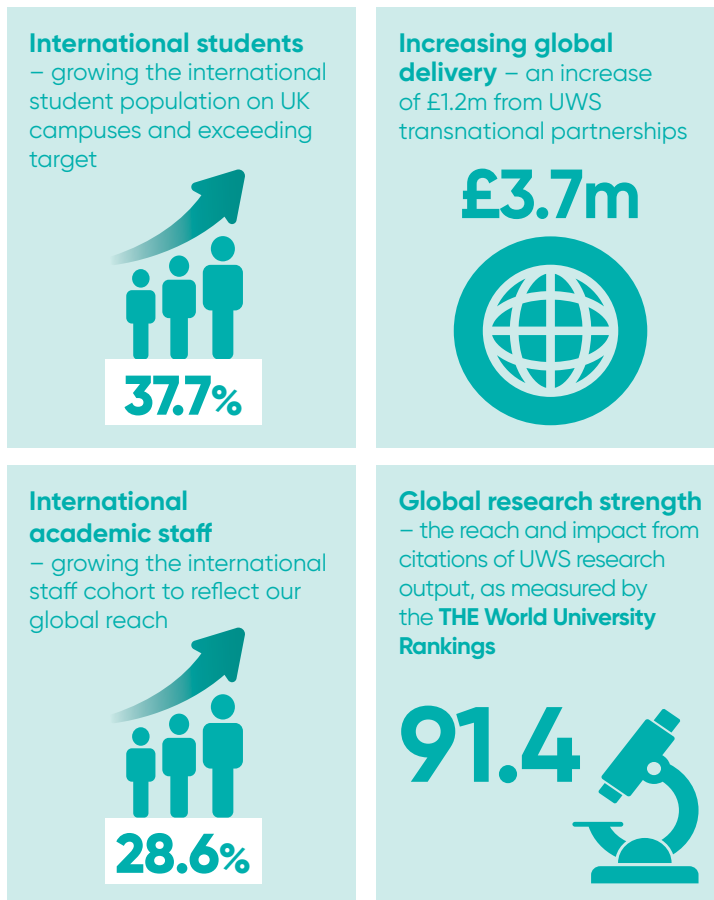 International students
– growing the international
student population on UK
campuses and exceeding
target
37.7%
Increasing global
delivery – an increase
of £1.2m from UWS
transnational partnerships
£3.7m
International
academic staff
– growing the international
staff cohort to reflect our
global reach
28.6%
Global research strength
– the reach and impact from
citations of UWS research
output, as measured by
the THE World University
Rankings
91.4